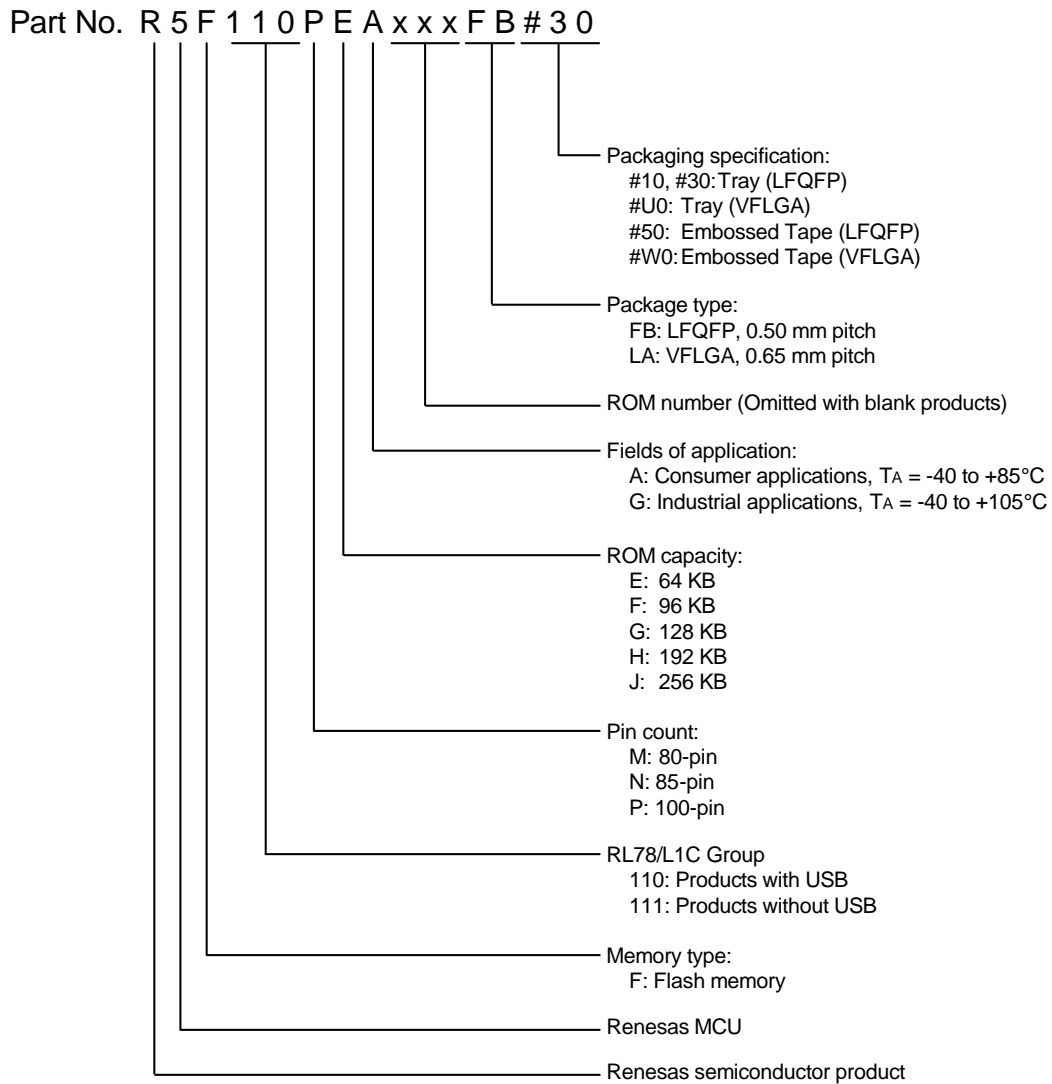 Part No. R 5 F 1 1 0 P E A x x x F B # 3 0
Packaging specification:
#10, #30: Tray (LFQFP)
#U0: Tray (VFLGA)
#50: Embossed Tape (LFQFP)
#W0: Embossed Tape (VFLGA)
Package type:
FB: LFQFP, 0.50 mm pitch
LA: VFLGA, 0.65 mm pitch
ROM number (Omitted with blank products)
Fields of application:
A: Consumer applications, TA = -40 to +85°C
G: Industrial applications, TA = -40 to +105°C
ROM capacity:
E: 64 KB
F: 96 KB
G: 128 KB
H: 192 KB
J: 256 KB
Pin count:
M: 80-pin
N: 85-pin
P: 100-pin
RL78/L1C Group
110: Products with USB
111: Products without USB
Memory type:
F: Flash memory
Renesas MCU
Renesas semiconductor product